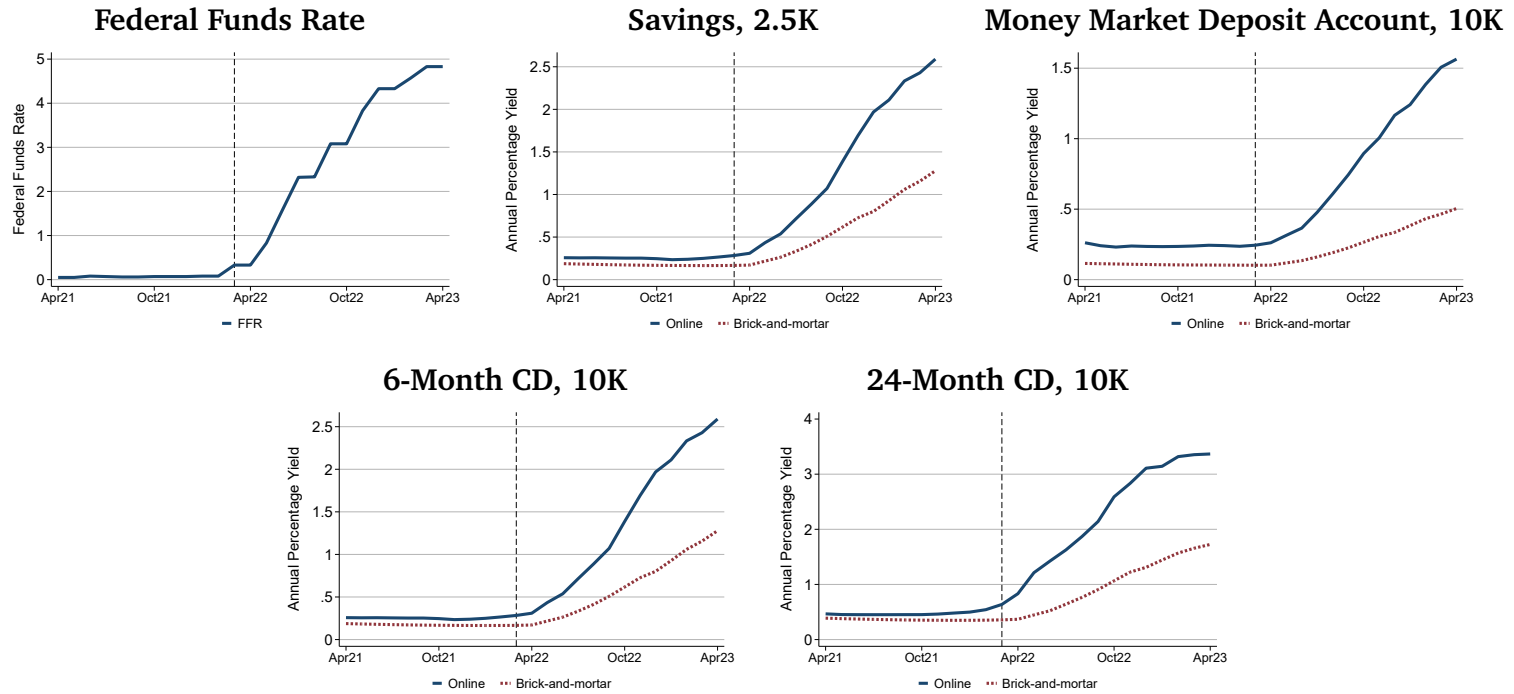 Federal Funds Rate
Federal Funds Rate
5
4
3
2
1
0
Apr21 Oct21 Apr22 Oct22 Apr23
FFR
Savings, 2.5K
Annual Percentage Yield
2.5
2
1.5
1
.5
0
Apr21 Oct21 Apr22 Oct22 Apr23
Online Brick-and-mortar
Money Market Deposit Account, 10K
Annual Percentage Yield
1.5
1
.5
0
Apr21 Oct21 Apr22 Oct22 Apr23
Online Brick-and-mortar
6-Month CD, 10K
Annual Percentage Yield
2.5
2
1.5
1
.5
0
Apr21 Oct21 Apr22 Oct22 Apr23
Online Brick-and-mortar
24-Month CD, 10K
Annual Percentage Yield
4
3
2
1
0
Apr21 Oct21 Apr22 Oct22 Apr23
Online Brick-and-mortar